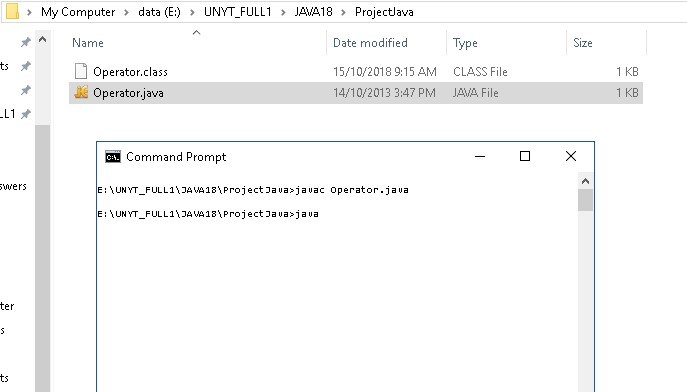 My Computer > data (E:) > UNYT_FULL1 > JAVA18 > ProjectJava
Name Date modified Type Size
ts Operator.class 15/10/2018 9:15 AM CLASS File 1 KB
Operator.java 14/10/2013 3:47 PM JAVA File 1 KB
LL1
Command Prompt
swers
E:\UNYT_FULL1\JAVA18\ProjectJava>javac Operator.java
E:\UNYT_FULL1\JAVA18\ProjectJava>java
ter
s
ts